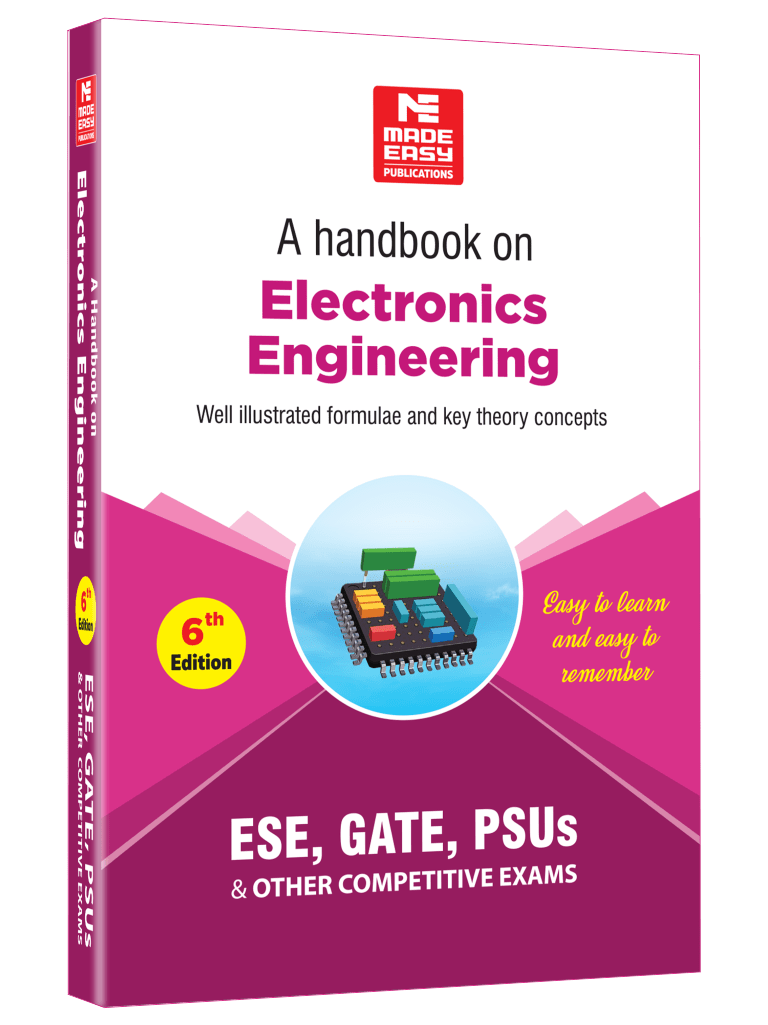 NE
MADE
EASY
PUBLICATIONS
A handbook on
Electronics
Engineering
Well illustrated formulae and key theory concepts
6th
Edition
Easy to learn
and easy to
remember
ESE, GATE, PSUs
& OTHER COMPETITIVE EXAMS
ME
MADE
EASY
PUBLICATIONS
A Handbook on
Electronics Engineering
6th
Edition
ESE, GATE, PSUs
& OTHER COMPETITIVE EXAMS